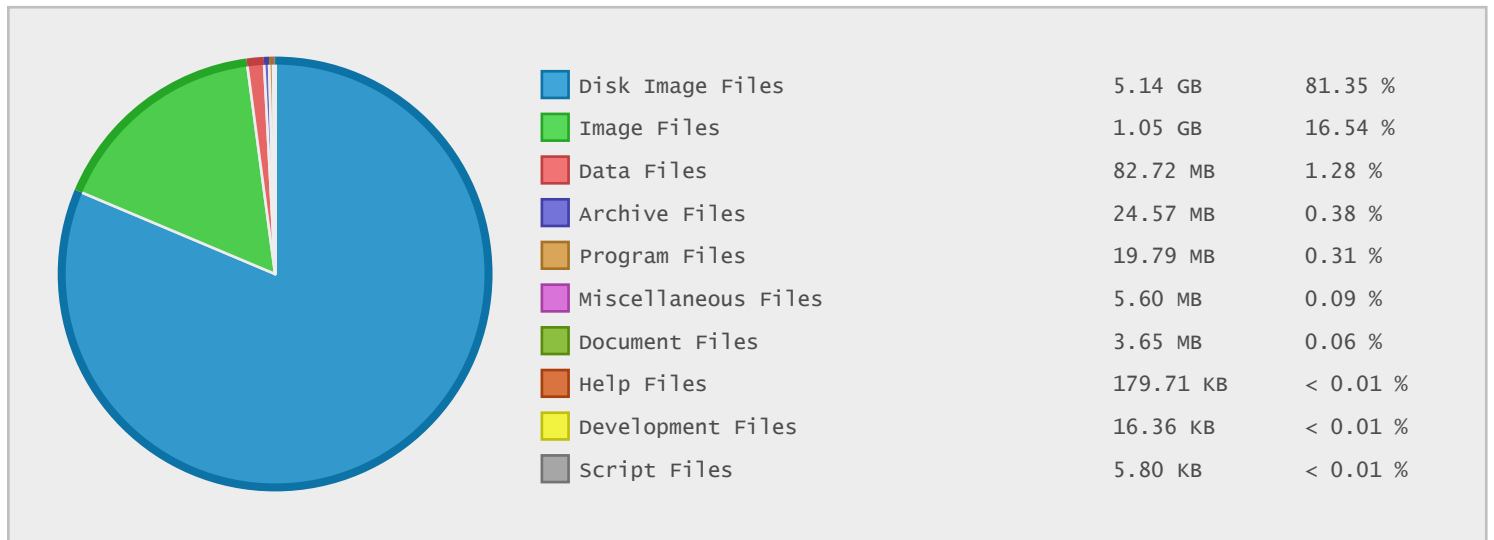 Disk Image Files 5.14 GB 81.35 %
Image Files 1.05 GB 16.54 %
Data Files 82.72 MB 1.28 %
Archive Files 24.57 MB 0.38 %
Program Files 19.79 MB 0.31 %
Miscellaneous Files 5.60 MB 0.09 %
Document Files 3.65 MB 0.06 %
Help Files 179.71 KB < 0.01 %
Development Files 16.36 KB < 0.01 %
Script Files 5.80 KB < 0.01 %